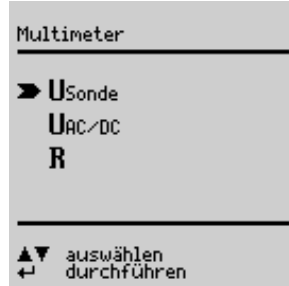 Multimeter
USonde
UAC/DC
R
▲▼ auswählen
↵ durchführen